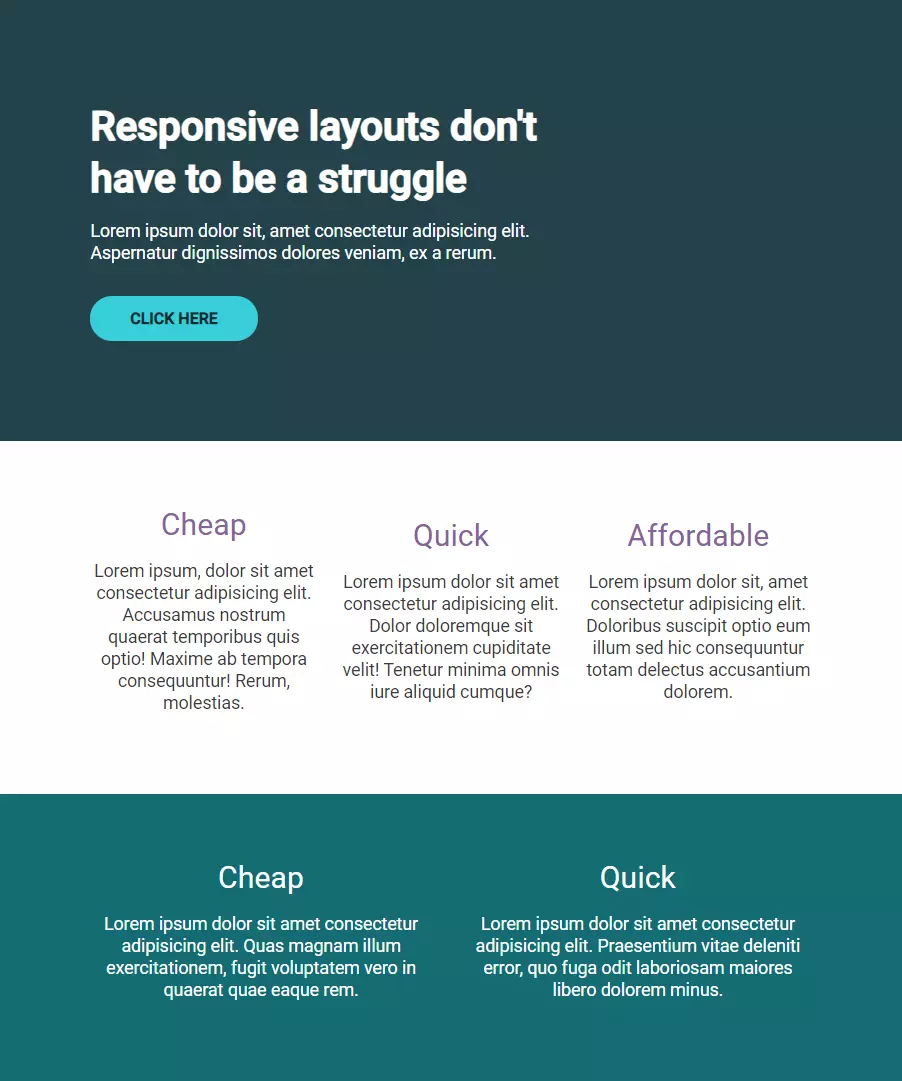 Responsive layouts don't
have to be a struggle
Lorem ipsum dolor sit, amet consectetur adipisicing elit.
Aspernatur dignissimos dolores veniam, ex a rerum.
CLICK HERE
Cheap
Lorem ipsum, dolor sit amet
consectetur adipisicing elit.
Accusamus nostrum
quaerat temporibus quis
optio! Maxime ab tempora
consequuntur! Rerum,
molestias.
Quick
Lorem ipsum dolor sit amet
consectetur adipisicing elit.
Dolor doloremque sit
exercitationem cupiditate
velit! Tenetur minima omnis
iure aliquid cumque?
Affordable
Lorem ipsum dolor sit, amet
consectetur adipisicing elit.
Doloribus suscipit optio eum
illum sed hic consequuntur
totam delectus accusantium
dolorem.
Cheap
Lorem ipsum dolor sit amet consectetur
adipisicing elit. Quas magnam illum
exercitationem, fugit voluptatem vero in
quaerat quae eaque rem.
Quick
Lorem ipsum dolor sit amet consectetur
adipisicing elit. Praesentium vitae deleniti
error, quo fuga odit laboriosam maiores
libero dolorem minus.